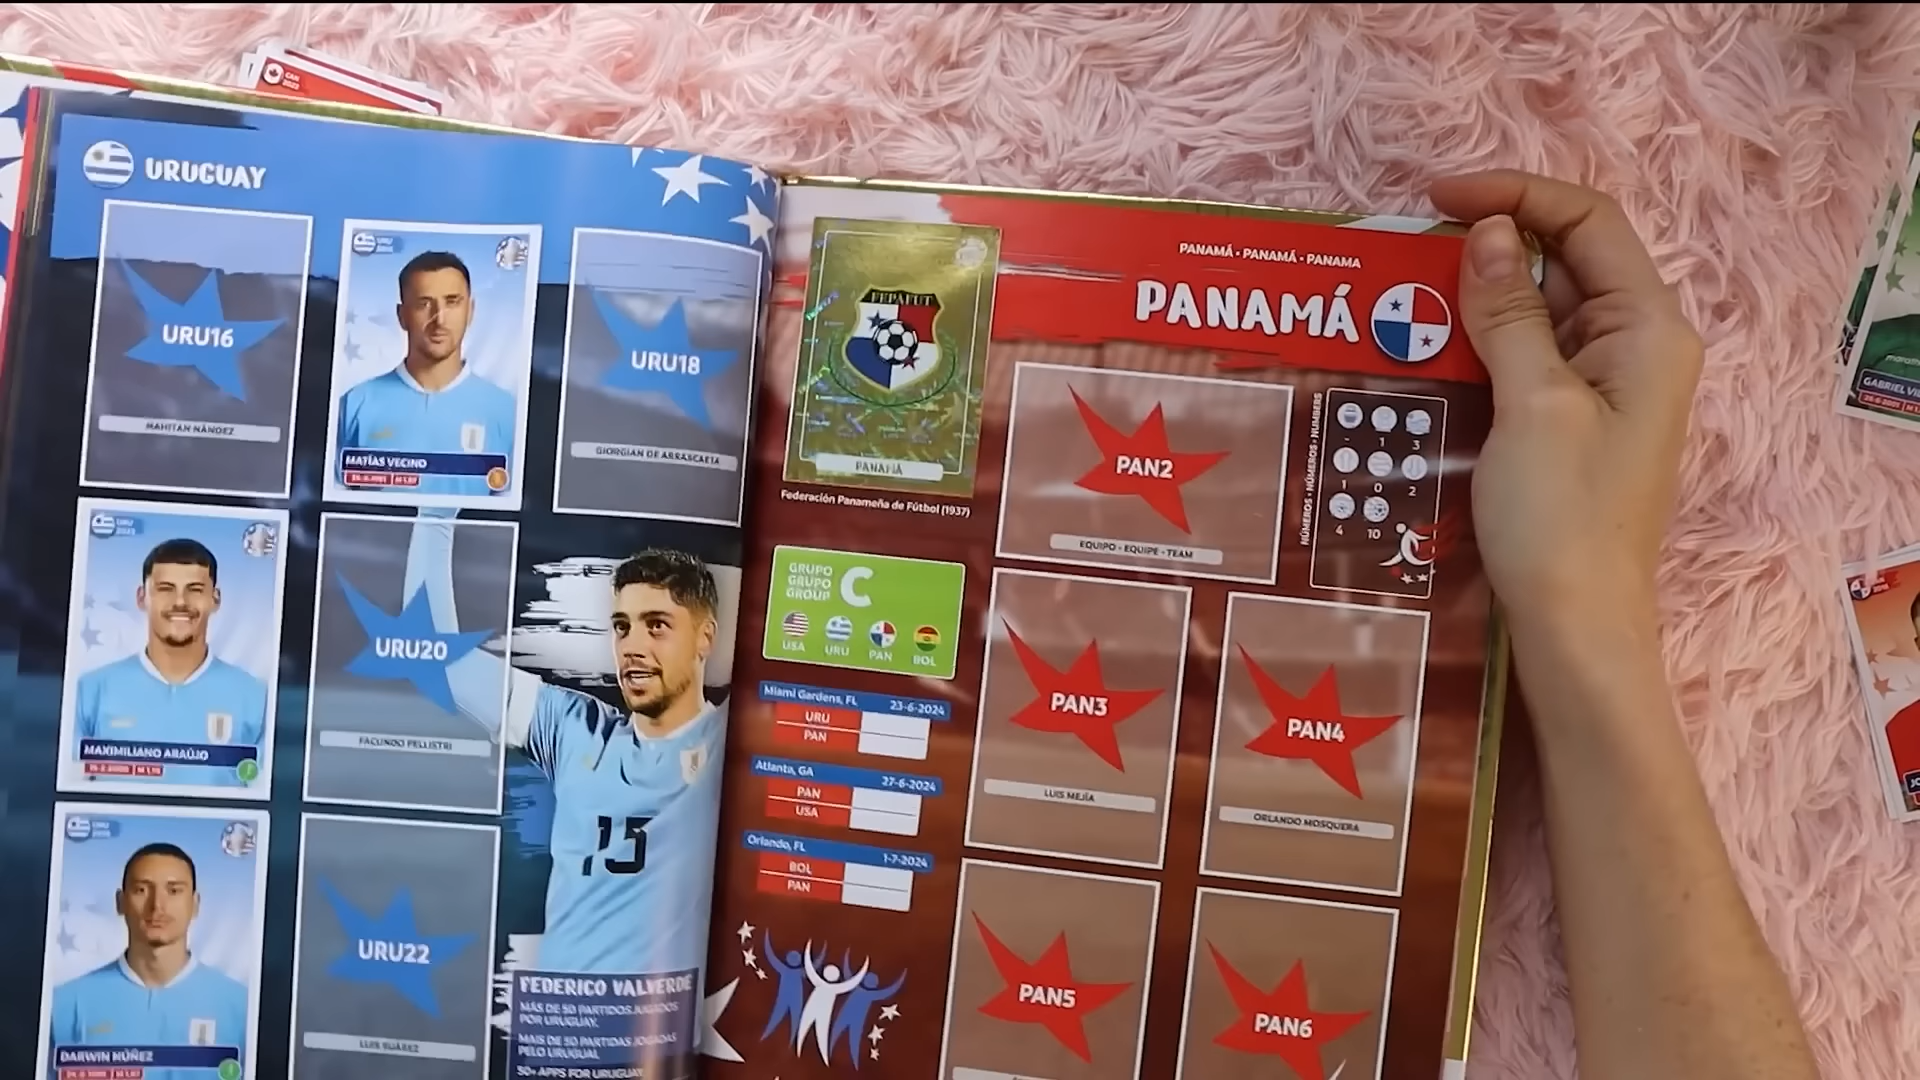 CAN
URUGUAY
URU16
NAHITAN NÁNDEZ
URU
MATÍAS VECINO
URU18
GIORGIAN DE ARRASCAETA
URU
MAXIMILIANO ARAÚJO
URU20
FACUNDO PELLISTRI
URU
DARWIN NÚÑEZ
URU22
LUIS SUÁREZ
15
FEDERICO VALVERDE
MÁS DE 50 PARTIDOS JUGADOS
POR URUGUAY.
MAIS DE 50 PARTIDAS JOGADAS
PELO URUGUAI.
50+ APPS FOR URUGUAY
FEPAFUT
PANAMÁ
Federación Panameña de Fútbol (1937)
PANAMÁ • PANAMÁ • PANAMA
PANAMÁ
PAN2
EQUIPO - EQUIPE - TEAM
NÚMEROS • NÚMEROS • NUMBERS
- 1 3
1 0 2
4 10
GRUPO
GRUPO
GROUP
C
USA URU PAN BOL
Miami Gardens, FL 23-6-2024
URU
PAN
Atlanta, GA 27-6-2024
PAN
USA
Orlando, FL 1-7-2024
BOL
PAN
PAN3
LUIS MEJÍA
PAN4
ORLANDO MOSQUERA
PAN5
PAN6
GABRIEL